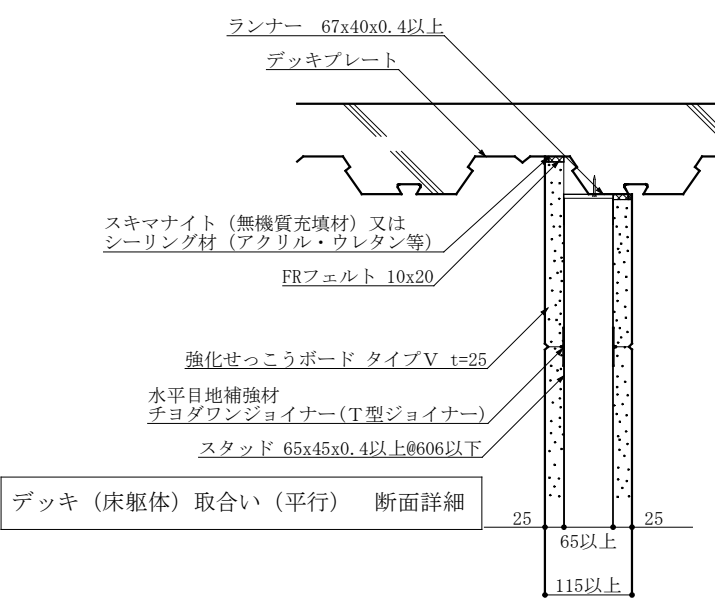 ランナー 67x40x0.4以上
デッキプレート
スキマナイト（無機質充填材）又は
シーリング材（アクリル・ウレタン等）
FRフェルト 10x20
強化せっこうボード タイプV t=25
水平目地補強材
チヨダワンジョイナー(T型ジョイナー)
スタッド 65x45x0.4以上@606以下
デッキ（床躯体）取合い（平行） 断面詳細
25
25
65以上
115以上